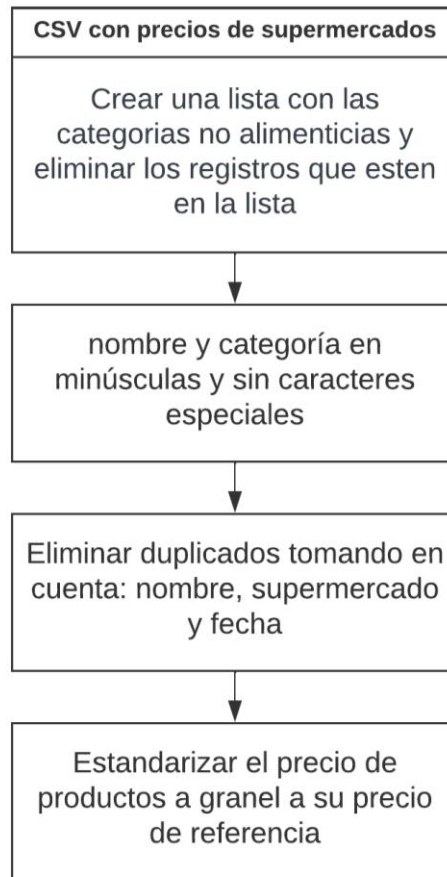 CSV con precios de supermercados
Crear una lista con las
categorias no alimenticias y
eliminar los registros que esten
en la lista
nombre y categoría en
minúsculas y sin caracteres
especiales
Eliminar duplicados tomando en
cuenta: nombre, supermercado
y fecha
Estandarizar el precio de
productos a granel a su precio
de referencia